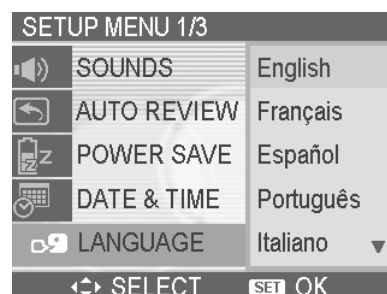 SETUP MENU 1/3
SOUNDS
AUTO REVIEW
POWER SAVE
DATE & TIME
LANGUAGE
English
Français
Español
Português
Italiano
SELECT SET OK